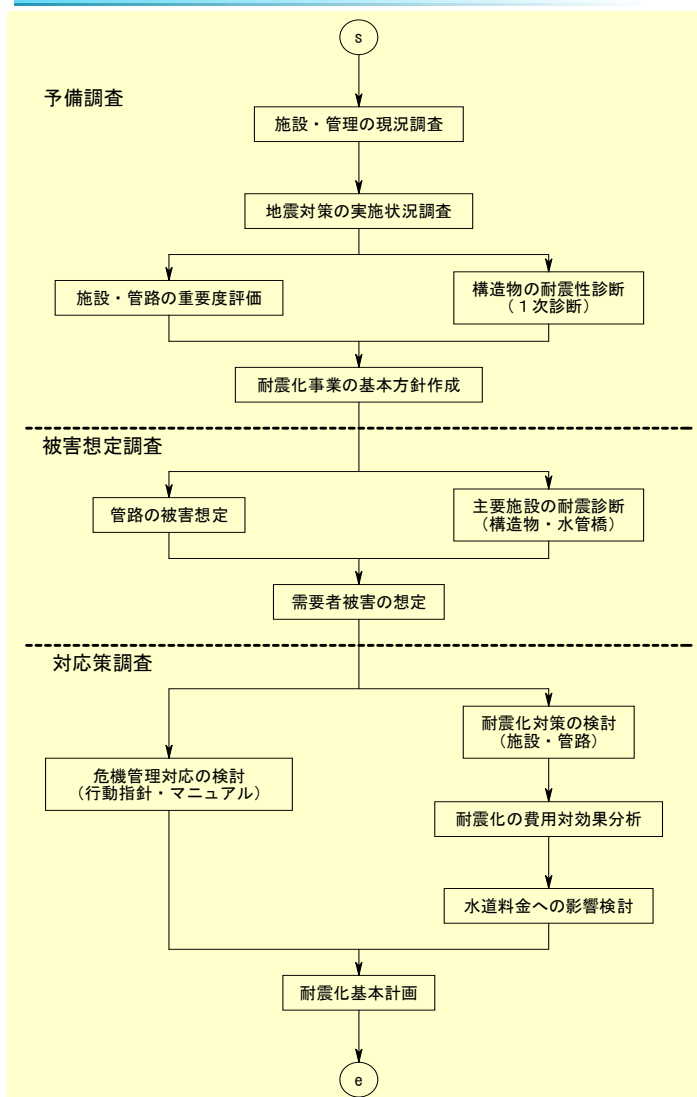 s
予備調査
施設・管理の現況調査
地震対策の実施状況調査
施設・管路の重要度評価
構造物の耐震性診断
（１次診断）
耐震化事業の基本方針作成
被害想定調査
管路の被害想定
主要施設の耐震診断
（構造物・水管橋）
需要者被害の想定
対応策調査
耐震化対策の検討
（施設・管路）
危機管理対応の検討
（行動指針・マニュアル）
耐震化の費用対効果分析
水道料金への影響検討
耐震化基本計画
e